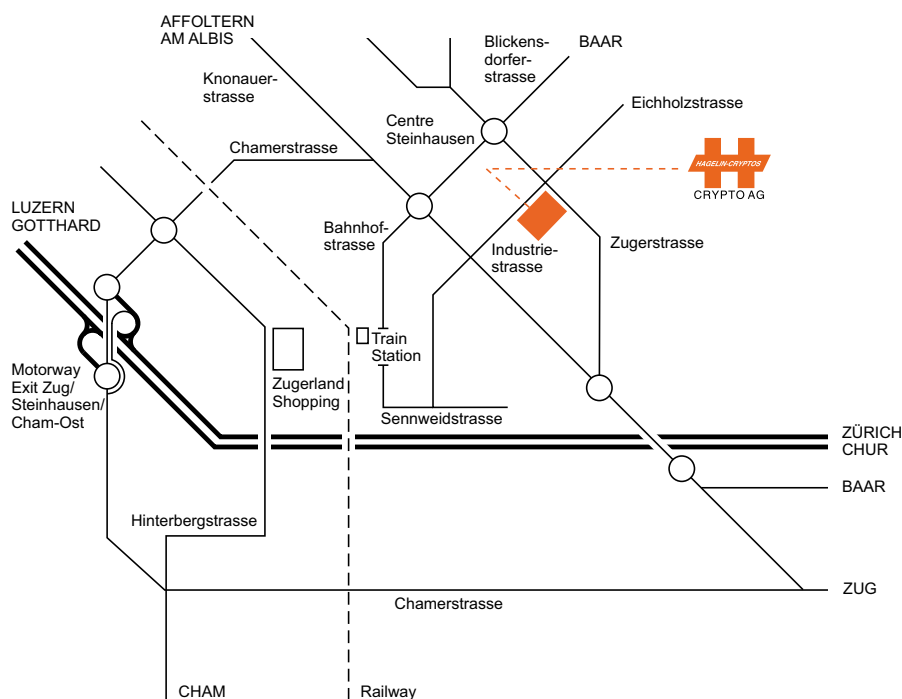 AFFOLTERN
AM ALBIS
Blickens-
dorfer-
strasse
BAAR
Knonauer-
strasse
Eichholzstrasse
Centre
Steinhausen
Chamerstrasse
HAGELIN-CRYPTOS
CRYPTO AG
LUZERN
GOTTHARD
Bahnhof-
strasse
Industrie-
strasse
Zugerstrasse
Train
Station
Motorway
Exit Zug/
Steinhausen/
Cham-Ost
Zugerland
Shopping
Sennweidstrasse
ZÜRICH
CHUR
BAAR
Hinterbergstrasse
ZUG
Chamerstrasse
CHAM
Railway